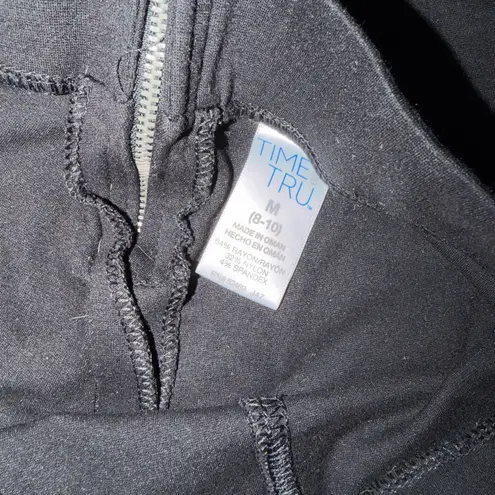 TIME
TRU.
M
(8-10)
MADE IN OMAN
HECHO EN OMAN
64% RAYON/RAYON
32% NYLON
4% SPANDEX